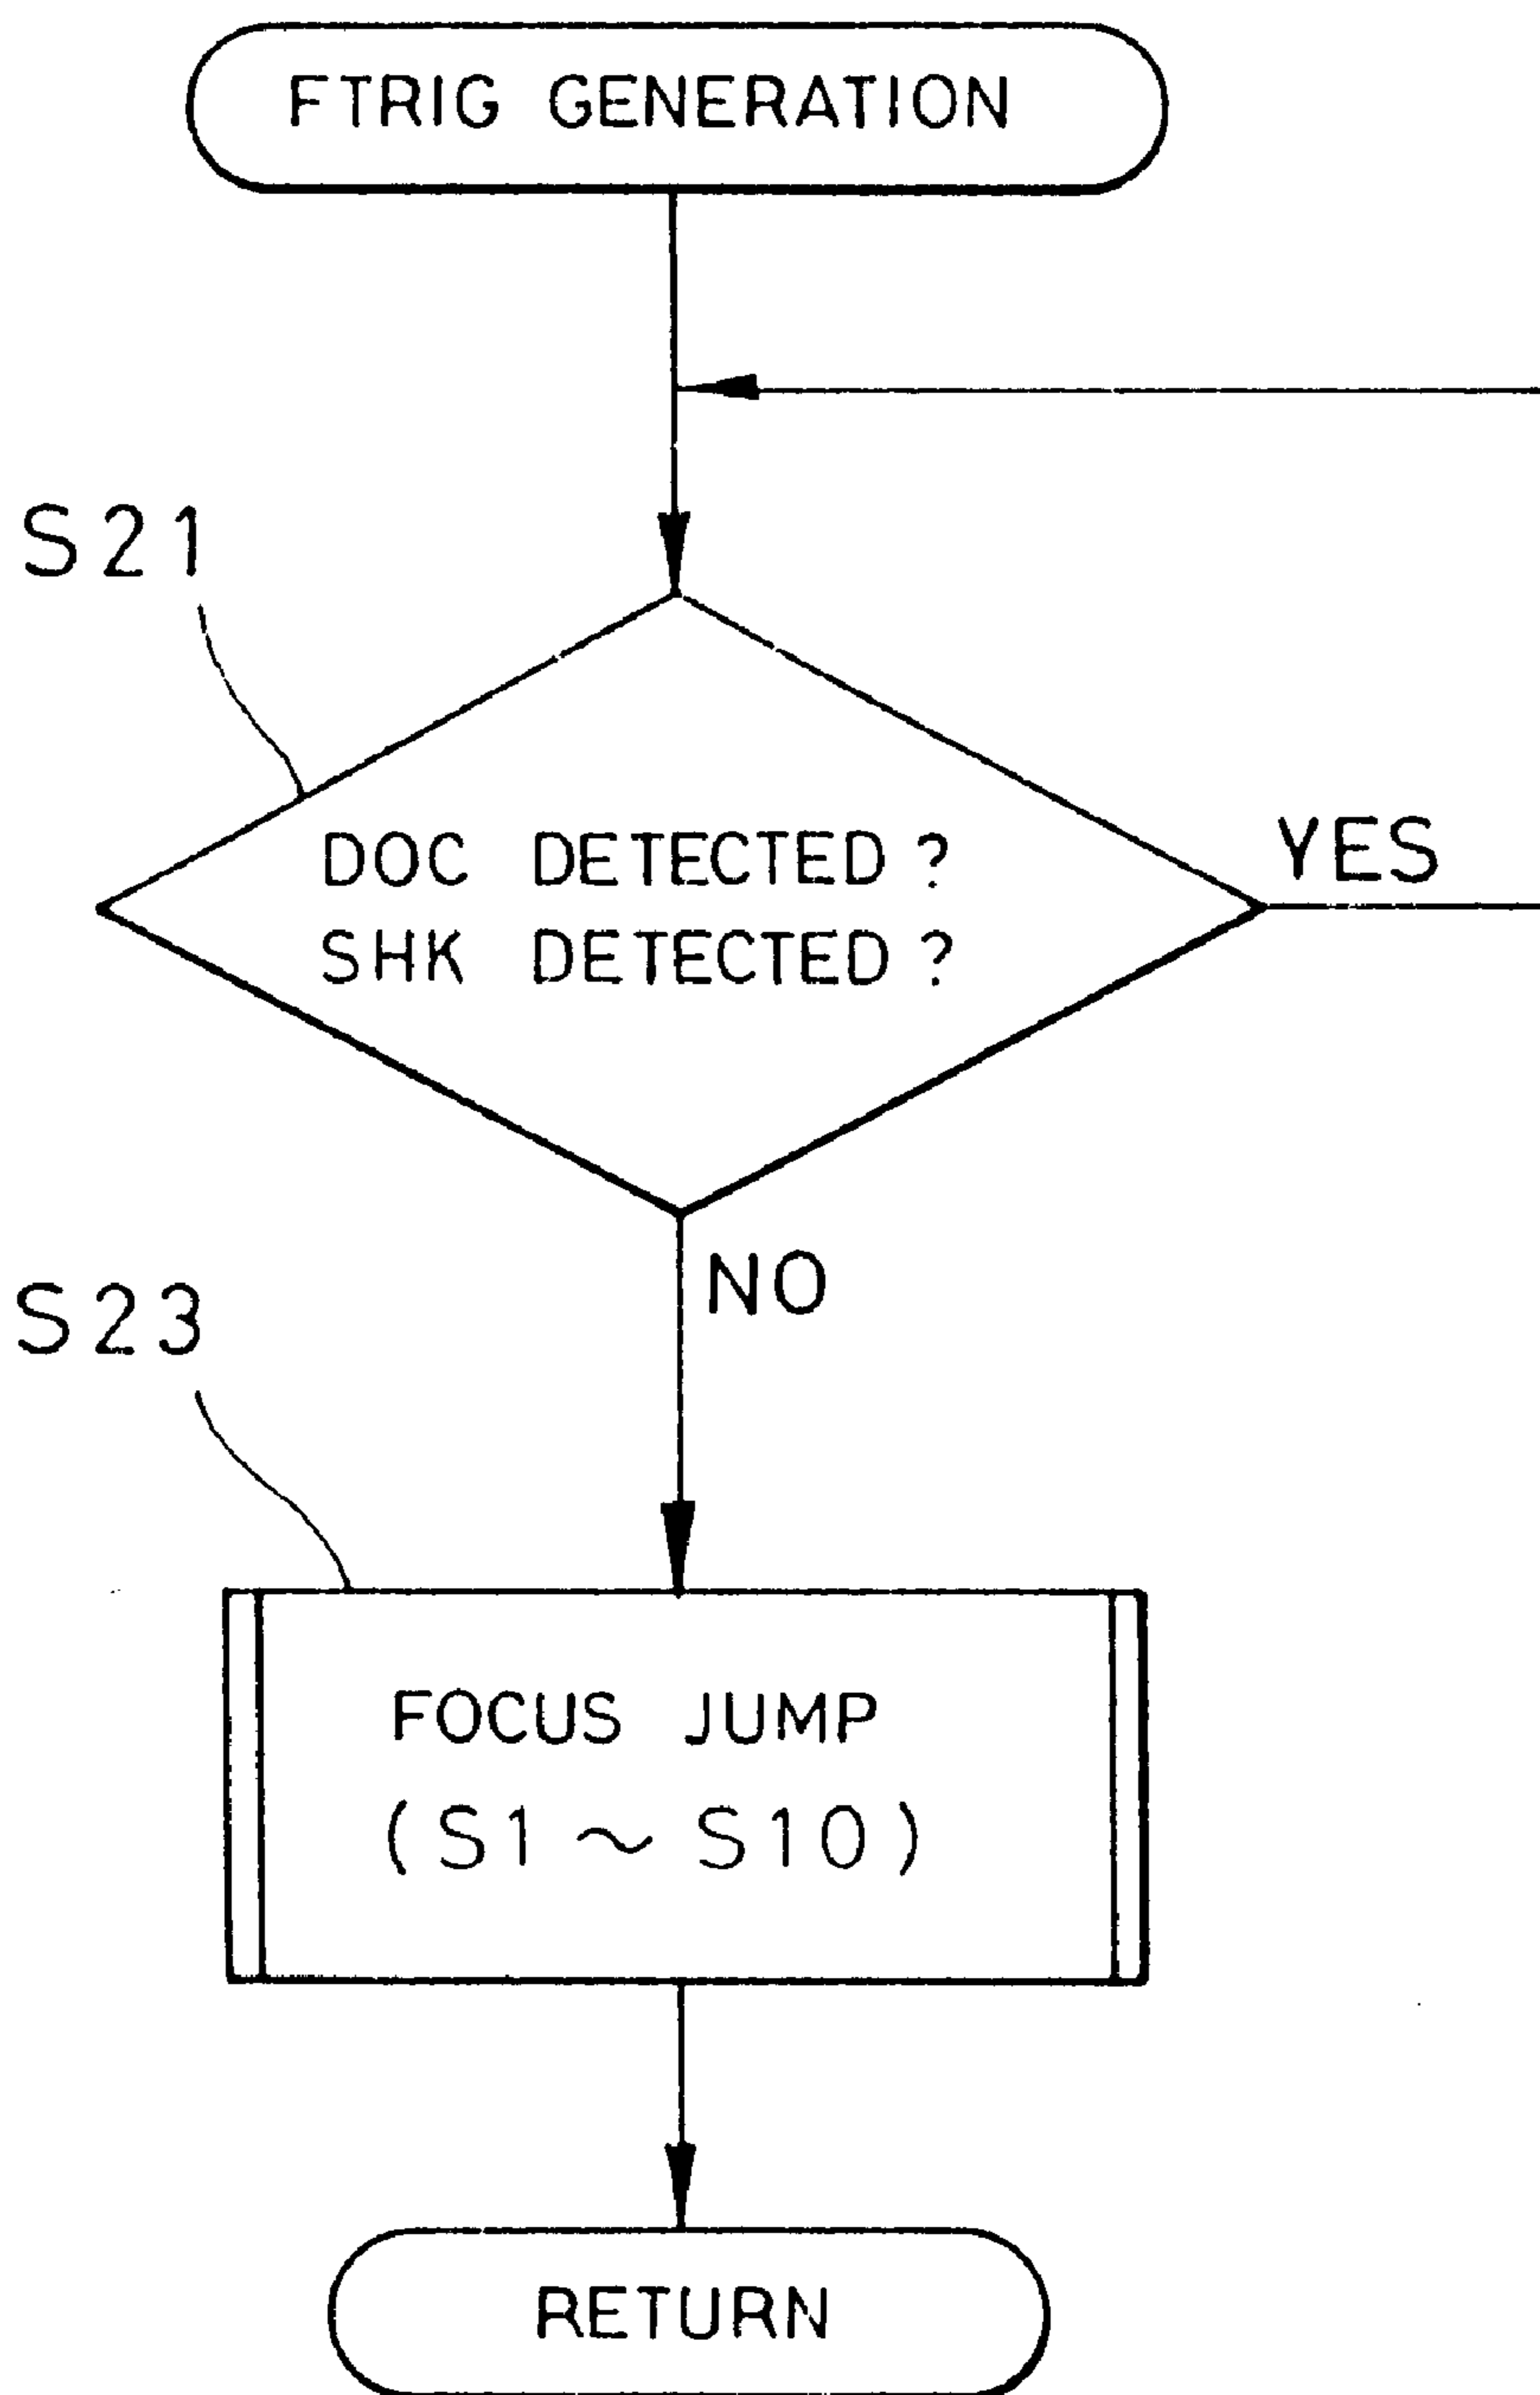 FTRIG GENERATION
S21
DOC DETECTED?
SHK DETECTED?
YES
NO
S23
FOCUS JUMP
(S1~S10)
RETURN